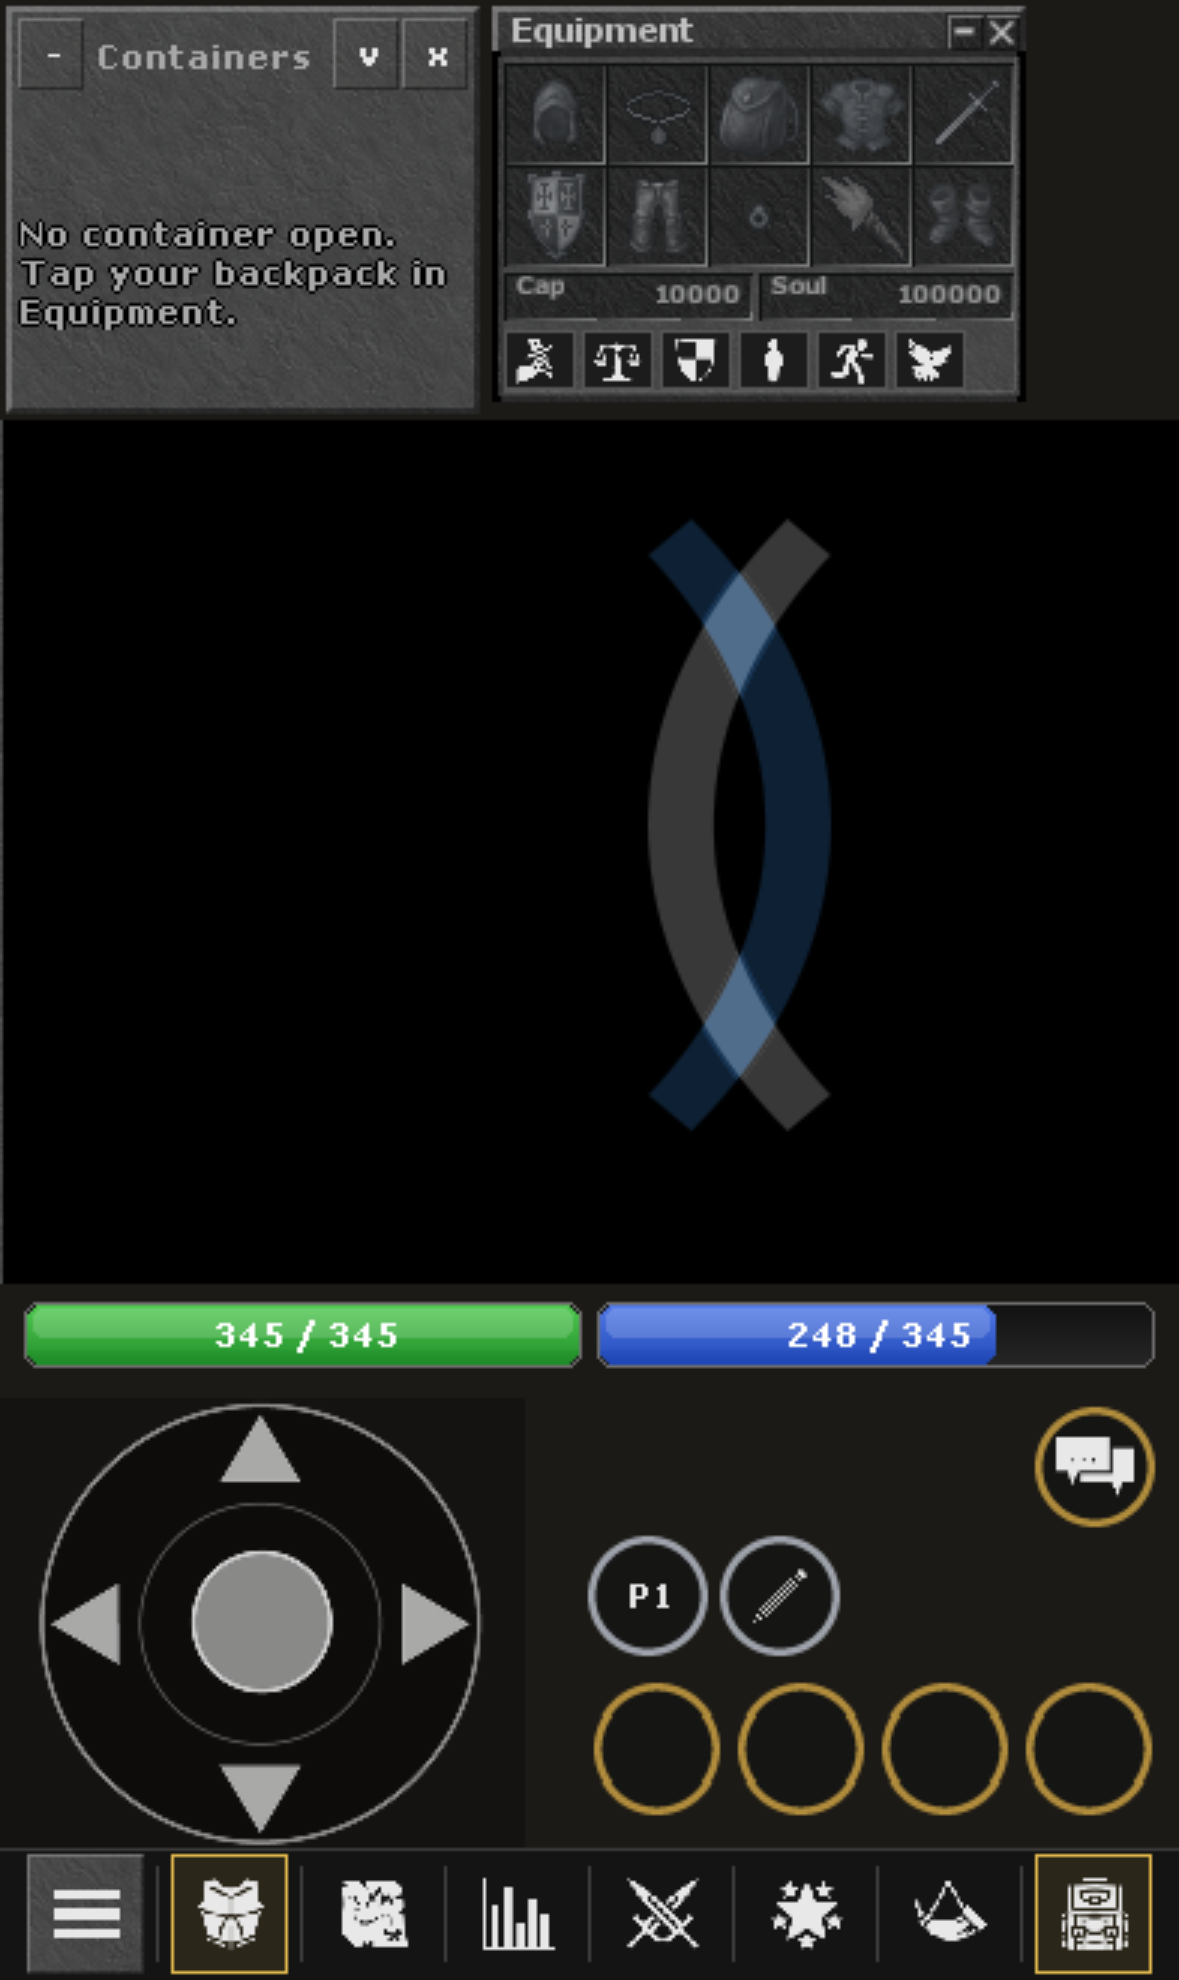 - Containers v x
No container open.
Tap your backpack in
Equipment.
Equipment
Cap 10000 Soul 100000
345 / 345 248 / 345
P1